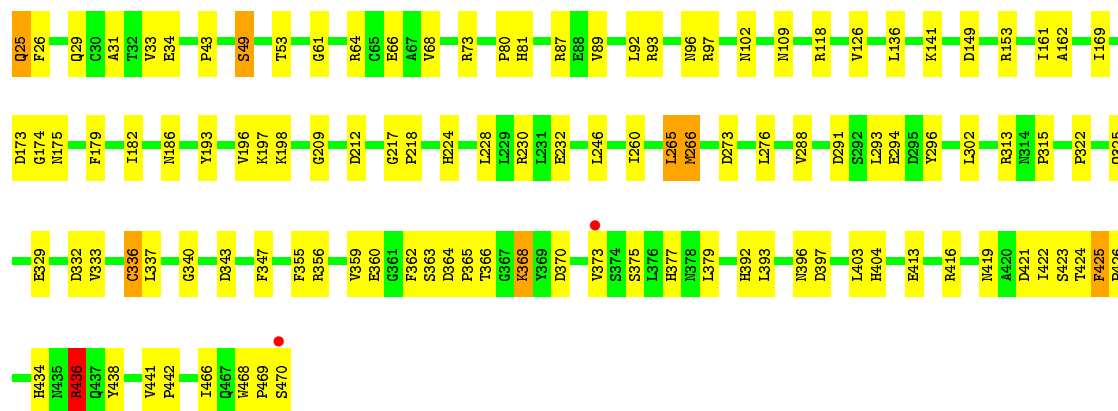 Q25 F26 Q29 C30 A31 T32 V33 E34 P43 S49 T53 G61 R64 C65 E66 A67 V68 R73 P80 H81 R87 E88 V89 L92 R93 N96 R97 N102 N109 R118 V126 L136 K141 D149 R153 I161 A162 I169
D173 G174 N175 F179 I182 N186 Y193 V196 K197 K198 G209 D212 G217 P218 H224 L228 L229 R230 L231 E232 L246 I260 L265 M266 D273 L276 V288 D291 S292 L293 E294 D295 Y296 L302 R313 N314 P315 P322
E329 D332 V333 C336 L337 G340 D343 F347 F355 R356 V359 E360 G361 F362 S363 D364 P365 T366 G367 K368 Y369 D370 V373 S374 S375 L376 H377 N378 L379 H392 L393 N396 D397 L403 H404 E413 R416 N419 A420 D421 I422 S423 T424 F425
H434 N435 R436 Q437 Y438 V441 P442 I466 Q467 W468 P469 S470